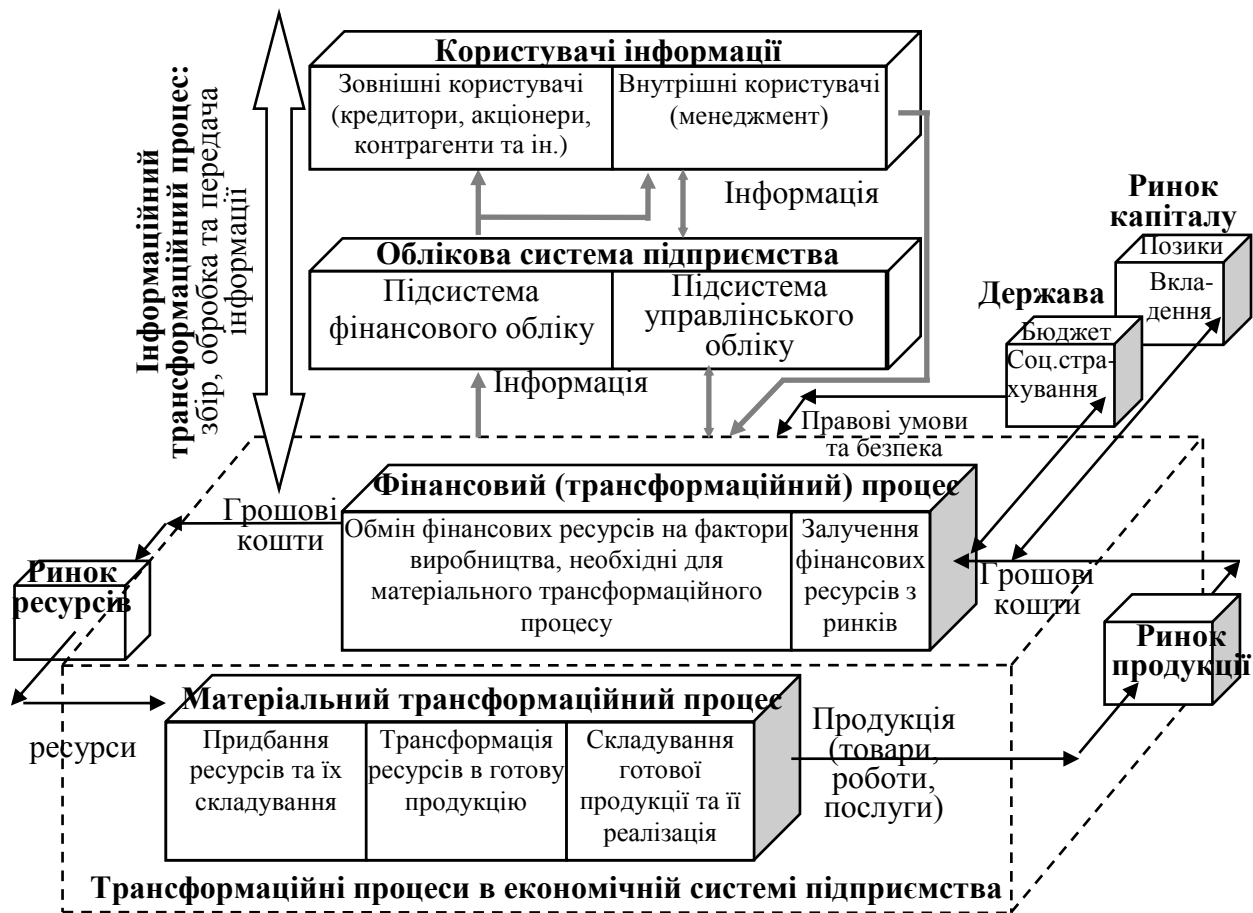 Користувачі інформації
Зовнішні користувачі
(кредитори, акціонери,
контрагенти та ін.)
Внутрішні користувачі
(менеджмент)
Інформаційний
трансформаційний процес:
збір, обробка та передача
інформації
Інформація
Ринок
капіталу
Позики
Вкла-
дення
Облікова система підприємства
Підсистема
фінансового обліку
Підсистема
управлінського
обліку
Держава
Бюджет
Соц.стра-
хування
Інформація
Правові умови
та безпека
Фінансовий (трансформаційний) процес
Обмін фінансових ресурсів на фактори
виробництва, необхідні для
матеріального трансформаційного
процесу
Залучення
фінансових
ресурсів з
ринків
Грошові
кошти
Грошові
кошти
Ринок
ресурсів
Ринок
продукції
Матеріальний трансформаційний процес
Придбання
ресурсів та їх
складування
Трансформація
ресурсів в готову
продукцію
Складування
готової
продукції та її
реалізація
ресурси
Продукція
(товари,
роботи,
послуги)
Трансформаційні процеси в економічній системі підприємства